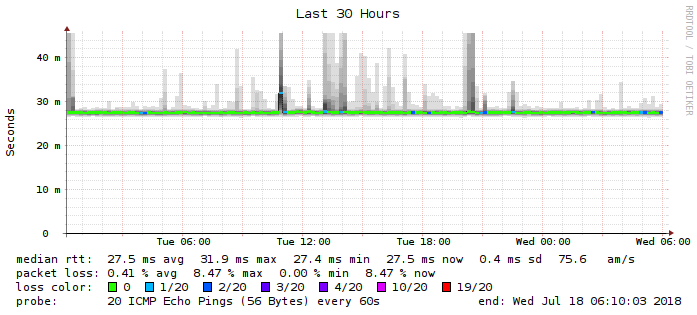 Last 30 Hours
RRDTOOL / TOBI OETIKER
Seconds
40 m
30 m
20 m
10 m
0
Tue 06:00 Tue 12:00 Tue 18:00 Wed 00:00 Wed 06:00
median rtt: 27.5 ms avg 31.9 ms max 27.4 ms min 27.5 ms now 0.4 ms sd 75.6 am/s
packet loss: 0.41 % avg 8.47 % max 0.00 % min 8.47 % now
loss color: 0 1/20 2/20 3/20 4/20 10/20 19/20
probe: 20 ICMP Echo Pings (56 Bytes) every 60s end: Wed Jul 18 06:10:03 2018